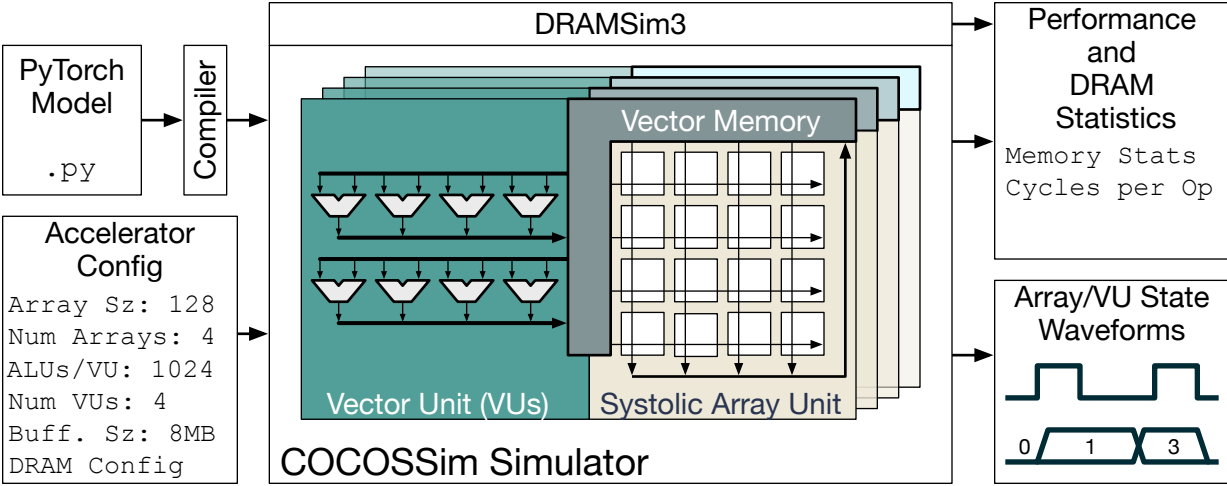 PyTorch
Model
.py
Compiler
Accelerator
Config
Array Sz: 128
Num Arrays: 4
ALUs/VU: 1024
Num VUs: 4
Buff. Sz: 8MB
DRAM Config
DRAMSim3
Vector Memory
Vector Unit (VUs)
Systolic Array Unit
COCOSSim Simulator
Performance
and
DRAM
Statistics
Memory Stats
Cycles per Op
Array/VU State
Waveforms
0 1 3